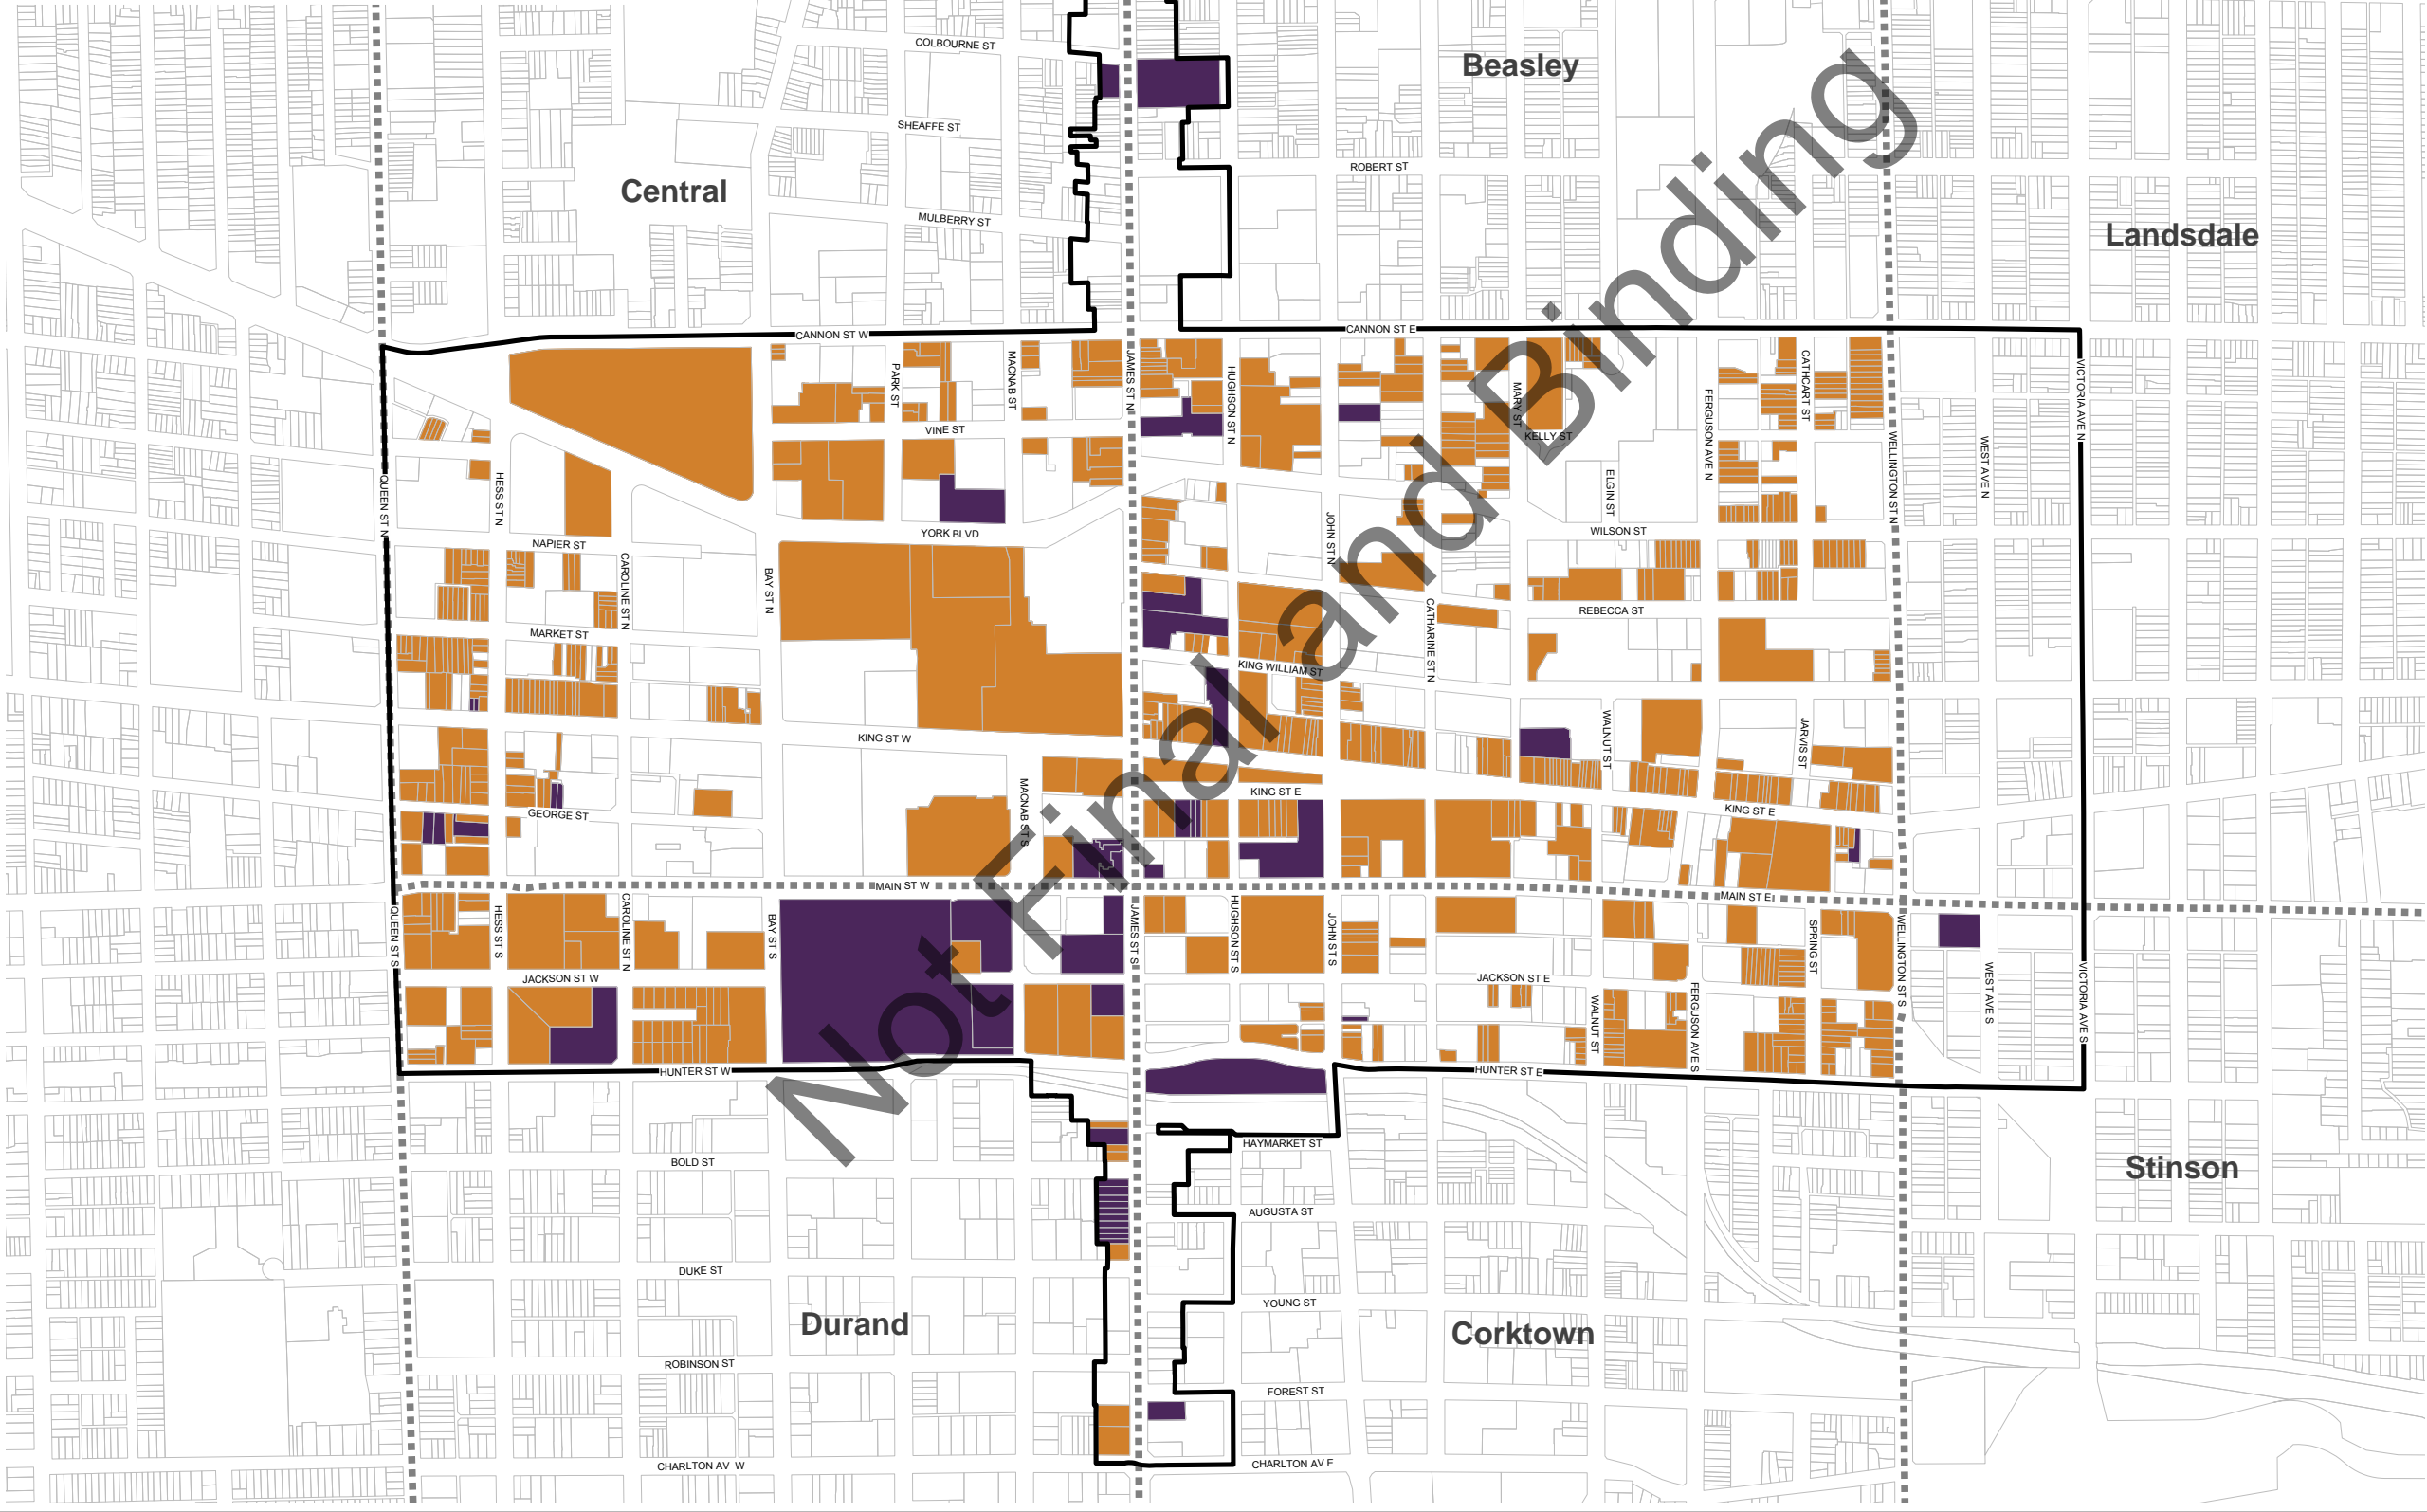 COLBOURNE ST
Beasley
SHEAFFE ST
ROBERT ST
Central
MULBERRY ST
Landsdale
CANNON ST W
CANNON ST E
PARK ST
MACNAB ST
JAMES ST N
HUGHSON ST N
MARY ST
FERGUSON AVE N
CATHCART ST
VICTORIA AVE N
VINE ST
KELLY ST
WELLINGTON ST N
WEST AVE N
QUEEN ST N
HESS ST N
ELGIN ST
YORK BLVD
JOHN ST N
WILSON ST
NAPIER ST
CAROLINE ST N
BAY ST N
REBECCA ST
CATHARINE ST N
MARKET ST
KING WILLIAM ST
KING ST W
WALNUT ST
JARVIS ST
MACNAB ST S
KING ST E
KING ST E
GEORGE ST
MAIN ST W
MAIN ST E
QUEEN ST S
HESS ST S
CAROLINE ST N
BAY ST S
JAMES ST S
HUGHSON ST S
JOHN ST S
SPRING ST
WELLINGTON ST S
JACKSON ST W
JACKSON ST E
WALNUT ST
FERGUSON AVE S
WEST AVE S
VICTORIA AVE S
HUNTER ST W
HUNTER ST E
HAYMARKET ST
BOLD ST
Stinson
AUGUSTA ST
DUKE ST
YOUNG ST
Durand
Corktown
ROBINSON ST
FOREST ST
CHARLTON AV W
CHARLTON AV E
Not Final and Binding